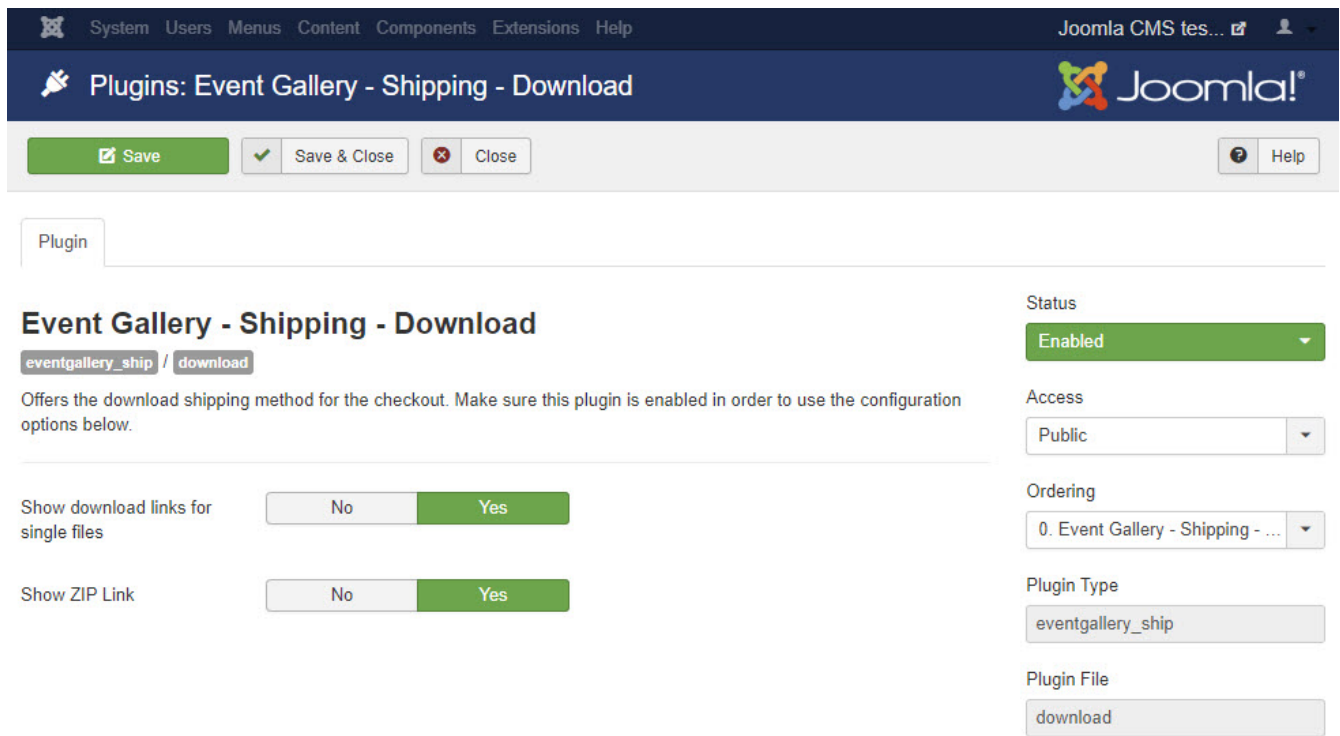 System Users Menus Content Components Extensions Help
Joomla CMS tes...
Plugins: Event Gallery - Shipping - Download
Joomla!®
Save
Save & Close
Close
Help
Plugin
Event Gallery - Shipping - Download
eventgallery_ship / download
Offers the download shipping method for the checkout. Make sure this plugin is enabled in order to use the configuration
options below.
Show download links for
single files
No
Yes
Show ZIP Link
No
Yes
Status
Enabled
Access
Public
Ordering
0. Event Gallery - Shipping - ...
Plugin Type
eventgallery_ship
Plugin File
download